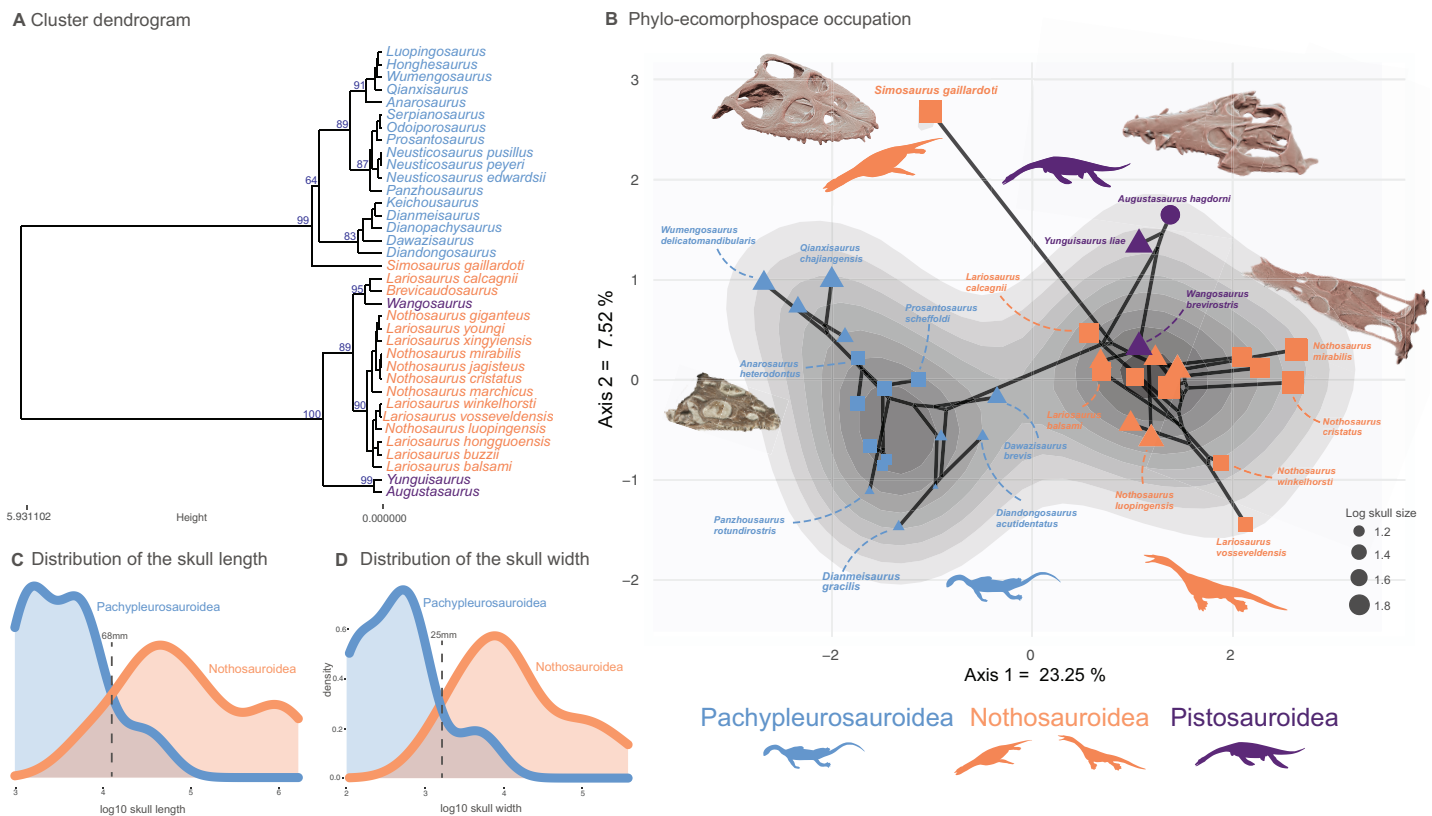 A Cluster dendrogram
Luopingosaurus
Honghesaurus
Wumengosaurus
Qianxisaurus
Anarosaurus
Serpianosaurus
Odoiporosaurus
Prosantosaurus
Neusticosaurus pusillus
Neusticosaurus peyeri
Neusticosaurus edwardsii
Panzhousaurus
Keichousaurus
Dianmeisaurus
Dianopachysaurus
Dawazisaurus
Diandongosaurus
Simosaurus gaillardoti
Lariosaurus calcagnii
Brevicaudosaurus
Wangosaurus
Nothosaurus giganteus
Lariosaurus youngi
Lariosaurus xingyiensis
Nothosaurus mirabilis
Nothosaurus jagisteus
Nothosaurus cristatus
Nothosaurus marchicus
Lariosaurus winkelhorsti
Lariosaurus vosseveldensis
Nothosaurus luopingensis
Lariosaurus hongguoensis
Lariosaurus buzzii
Lariosaurus balsami
Yunguisaurus
Augustasaurus
91
89
87
64
99
83
95
89
90
100
99
5.931102
Height
0.000000
B Phylo-ecomorphospace occupation
3
2
1
0
−1
−2
Axis 2 = 7.52 %
Simosaurus gaillardoti
Augustasaurus hagdorni
Yunguisaurus liae
Wumengosaurus
delicatomandibularis
Qianxisaurus
chajiangensis
Lariosaurus
calcagnii
Wangosaurus
brevirostris
Prosantosaurus
scheffoldi
Anarosaurus
heterodontus
Nothosaurus
mirabilis
Lariosaurus
balsami
Nothosaurus
cristatus
Dawazisaurus
brevis
Nothosaurus
winkelhorsti
Nothosaurus
luopingensis
Panzhousaurus
rotundirostris
Diandongosaurus
acutidentatus
Lariosaurus
vosseveldensis
Dianmeisaurus
gracilis
Log skull size
1.2
1.4
1.6
1.8
−2
0
2
Axis 1 = 23.25 %
Pachypleurosauroidea
Nothosauroidea
Pistosauroidea
C Distribution of the skull length
Pachypleurosauroidea
68mm
Nothosauroidea
3
4
5
6
log10 skull length
D Distribution of the skull width
Pachypleurosauroidea
25mm
Nothosauroidea
density
0.6
0.4
0.2
0.0
2
3
4
5
log10 skull width